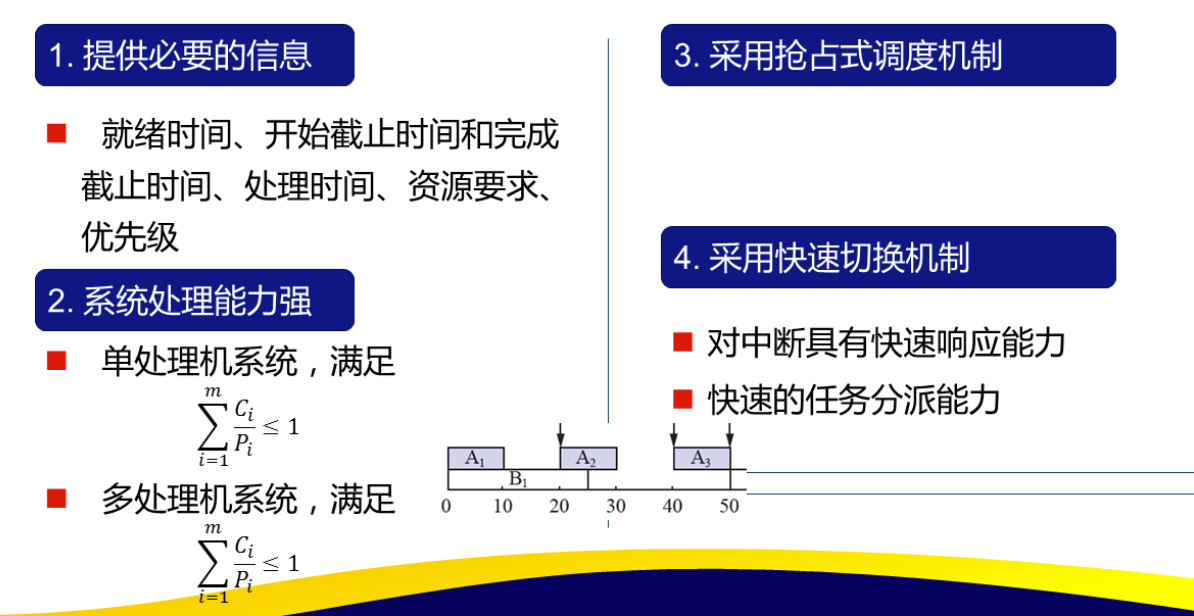 1. 提供必要的信息
■ 就绪时间、开始截止时间和完成
截止时间、处理时间、资源要求、
优先级
2. 系统处理能力强
■ 单处理机系统，满足
\sum_{i=1}^{m} \frac{C_i}{P_i} ≤ 1
■ 多处理机系统，满足
\sum_{i=1}^{m} \frac{C_i}{P_i} ≤ 1
3. 采用抢占式调度机制
4. 采用快速切换机制
■ 对中断具有快速响应能力
■ 快速的任务分派能力
A₁ A₂ A₃
B₁
0 10 20 30 40 50